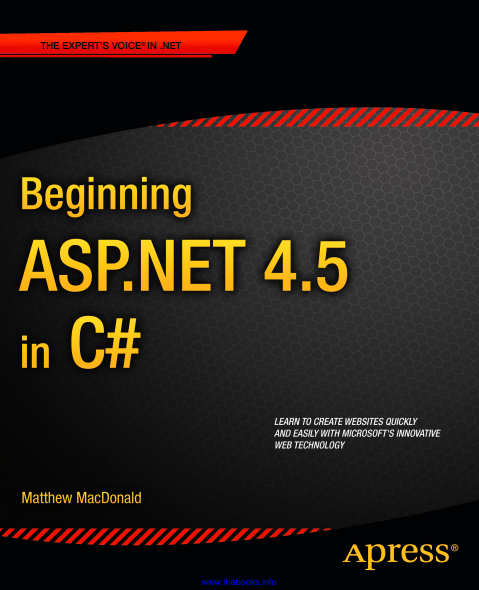 THE EXPERT'S VOICE® IN .NET
Beginning
ASP.NET 4.5
in C#
LEARN TO CREATE WEBSITES QUICKLY
AND EASILY WITH MICROSOFT'S INNOVATIVE
WEB TECHNOLOGY
Matthew MacDonald
Apress®
www.it-ebooks.info